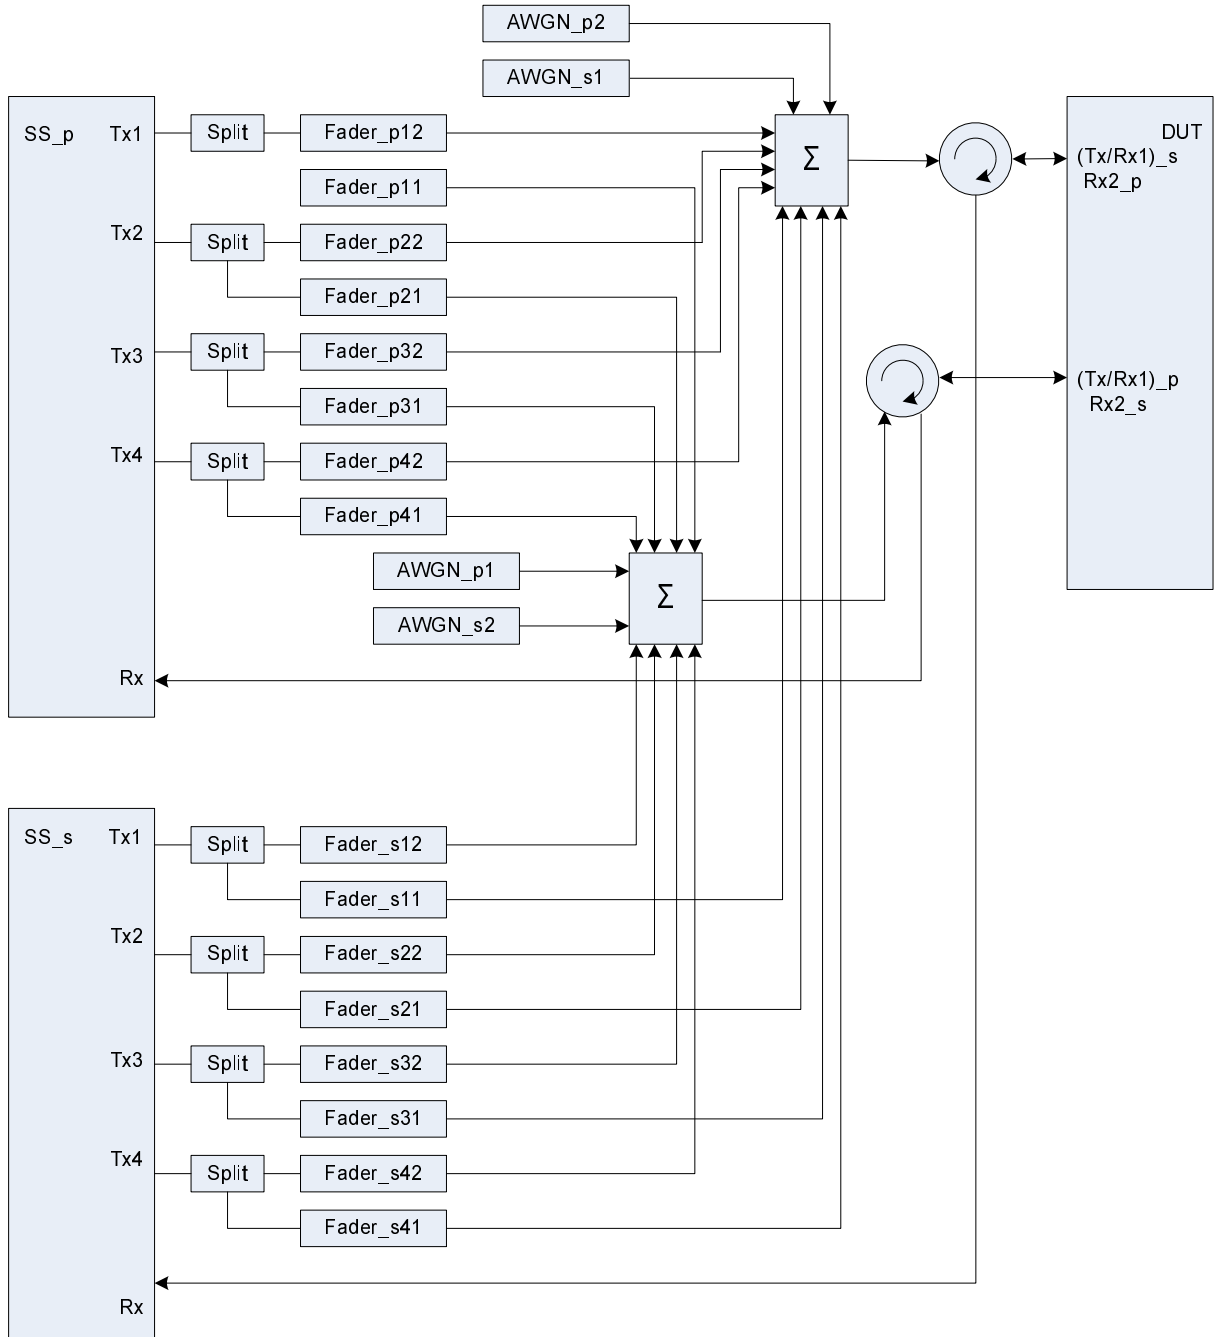 AWGN_p2
AWGN_s1
SS_p
Tx1
Split
Fader_p12
Σ
DUT
(Tx/Rx1)_s
Rx2_p
Fader_p11
Tx2
Split
Fader_p22
Fader_p21
Tx3
Split
Fader_p32
(Tx/Rx1)_p
Rx2_s
Fader_p31
Tx4
Split
Fader_p42
Fader_p41
AWGN_p1
Σ
AWGN_s2
Rx
SS_s
Tx1
Split
Fader_s12
Fader_s11
Tx2
Split
Fader_s22
Fader_s21
Tx3
Split
Fader_s32
Fader_s31
Tx4
Split
Fader_s42
Fader_s41
Rx